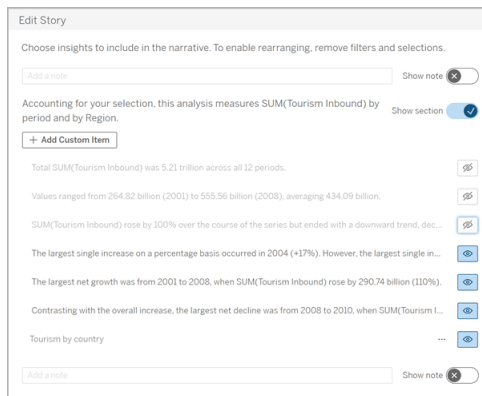 Edit Story
Choose insights to include in the narrative. To enable rearranging, remove filters and selections.
Add a note
Show note
Accounting for your selection, this analysis measures SUM(Tourism Inbound) by
period and by Region.
Show section
+ Add Custom Item
Total SUM(Tourism Inbound) was 5.21 trillion across all 12 periods.
Values ranged from 264.82 billion (2001) to 555.56 billion (2008), averaging 434.09 billion.
SUM(Tourism Inbound) rose by 100% over the course of the series but ended with a downward trend, dec...
The largest single increase on a percentage basis occurred in 2004 (+17%). However, the largest single in...
The largest net growth was from 2001 to 2008, when SUM(Tourism Inbound) rose by 290.74 billion (110%).
Contrasting with the overall increase, the largest net decline was from 2008 to 2010, when SUM(Tourism I...
Tourism by country
...
Add a note
Show note